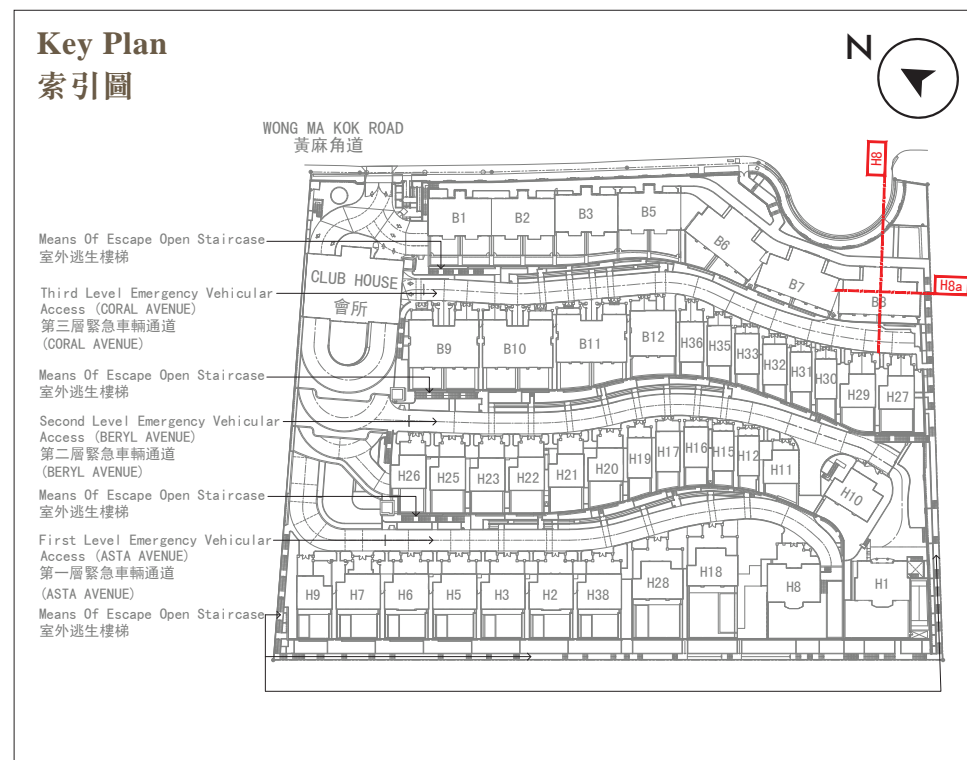 Key Plan
索引圖
N
WONG MA KOK ROAD
黃麻角道
H8
H8a
B1
B2
B3
B5
B6
B7
B8
Means Of Escape Open Staircase
室外逃生樓梯
CLUB HOUSE
會所
Third Level Emergency Vehicular
Access (CORAL AVENUE)
第三層緊急車輛通道
(CORAL AVENUE)
B9
B10
B11
B12
H36
H35
H33
H32
H31
H30
H29
H27
Means Of Escape Open Staircase
室外逃生樓梯
Second Level Emergency Vehicular
Access (BERYL AVENUE)
第二層緊急車輛通道
(BERYL AVENUE)
H26
H25
H23
H22
H21
H20
H19
H17
H16
H15
H12
H11
H10
Means Of Escape Open Staircase
室外逃生樓梯
First Level Emergency Vehicular
Access (ASTA AVENUE)
第一層緊急車輛通道
(ASTA AVENUE)
H9
H7
H6
H5
H3
H2
H38
H28
H18
H8
H1
Means Of Escape Open Staircase
室外逃生樓梯